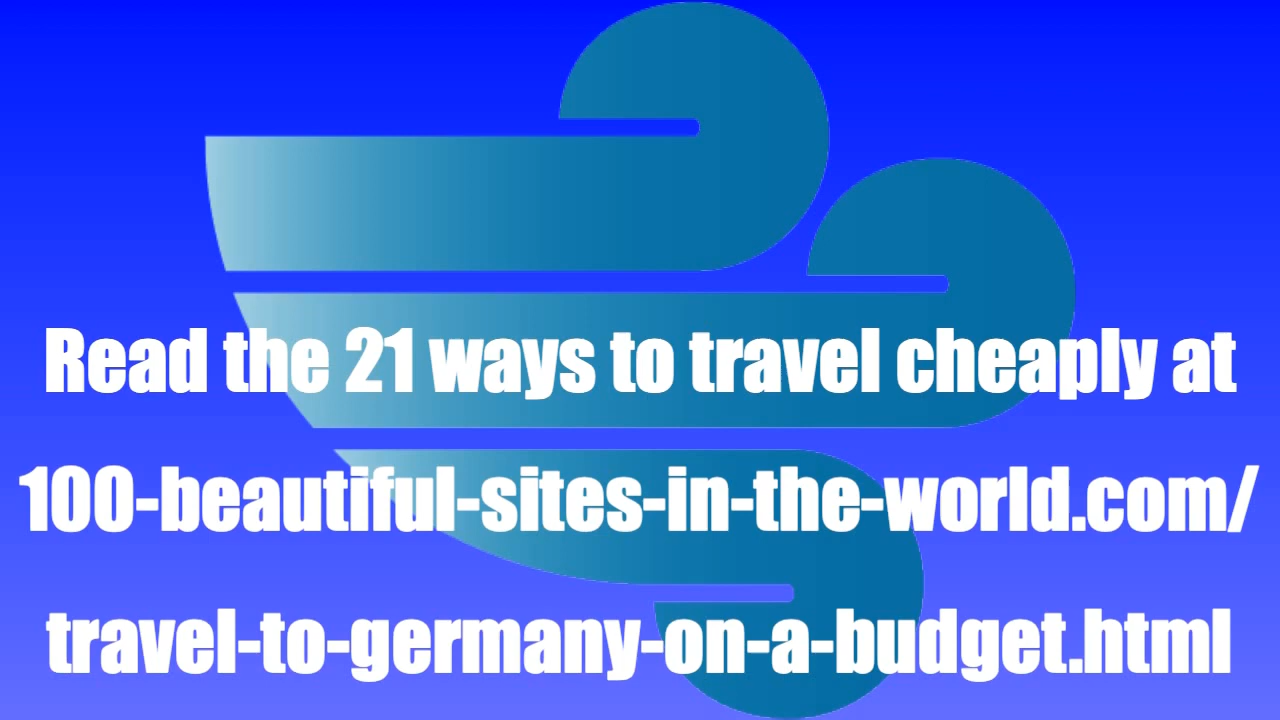 Read the 21 ways to travel cheaply at
100-beautiful-sites-in-the-world.com/
travel-to-germany-on-a-budget.html